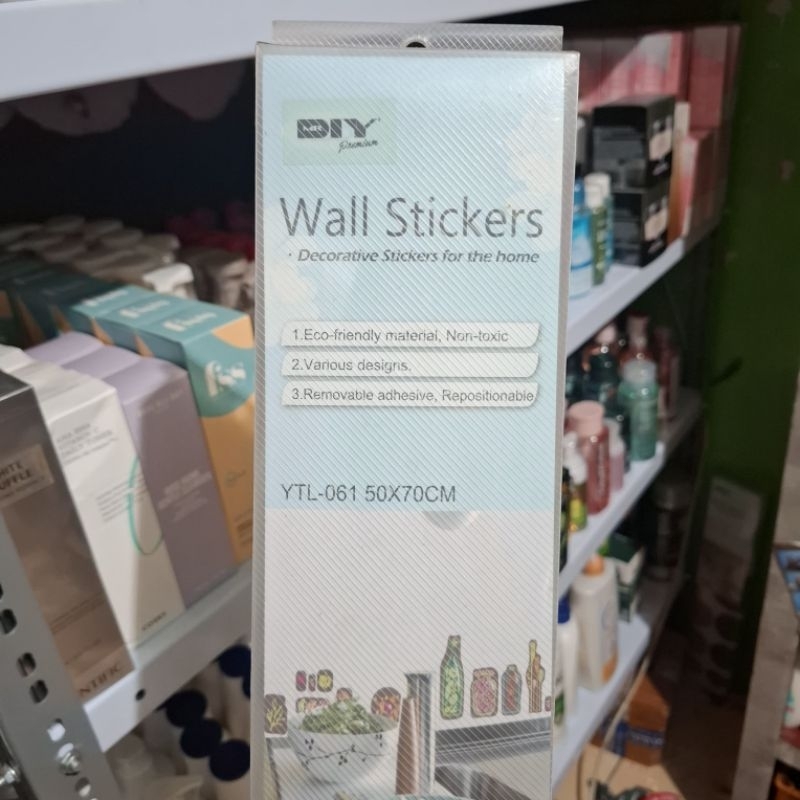 MR. DIY
Premium
Wall Stickers
· Decorative Stickers for the home
1.Eco-friendly material, Non-toxic
2.Various designs.
3.Removable adhesive, Repositionable
YTL-061 50X70CM